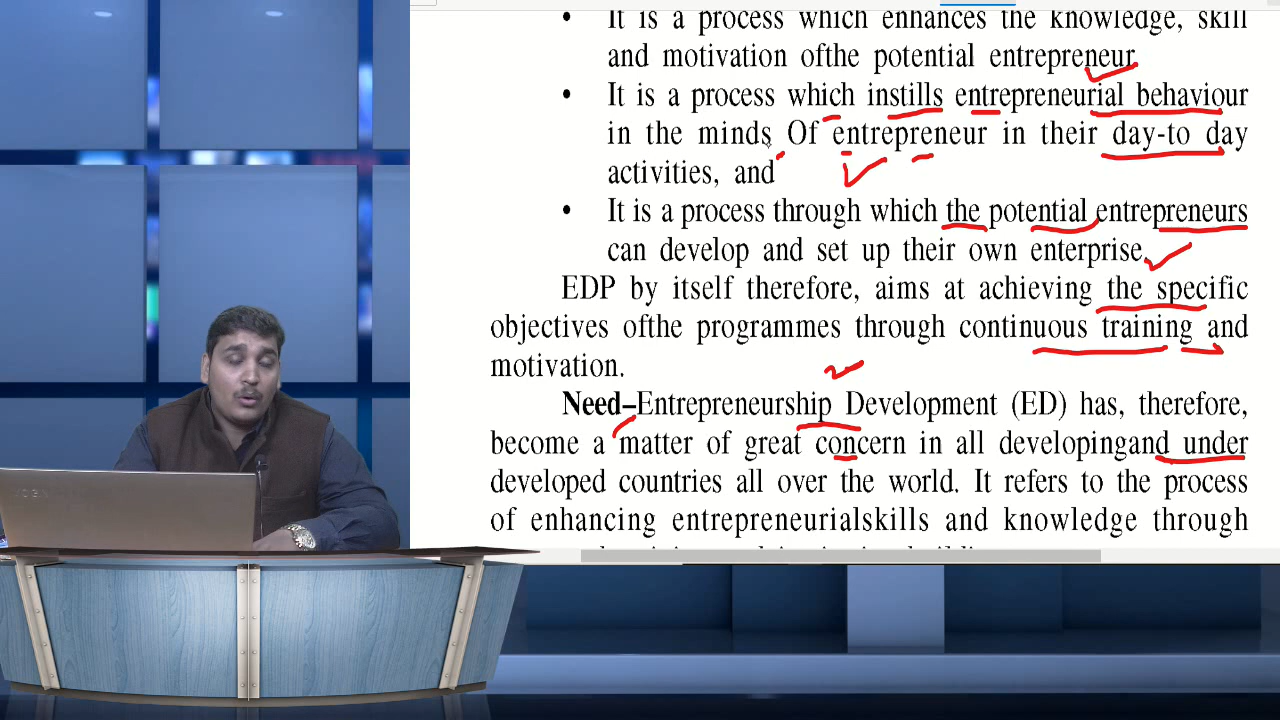 • It is a process which enhances the knowledge, skill
and motivation ofthe potential entrepreneur
• It is a process which instills entrepreneurial behaviour
in the minds Of entrepreneur in their day-to day
activities, and
• It is a process through which the potential entrepreneurs
can develop and set up their own enterprise.
EDP by itself therefore, aims at achieving the specific
objectives ofthe programmes through continuous training and
motivation.
Need–Entrepreneurship Development (ED) has, therefore,
become a matter of great concern in all developingand under
developed countries all over the world. It refers to the process
of enhancing entrepreneurialskills and knowledge through